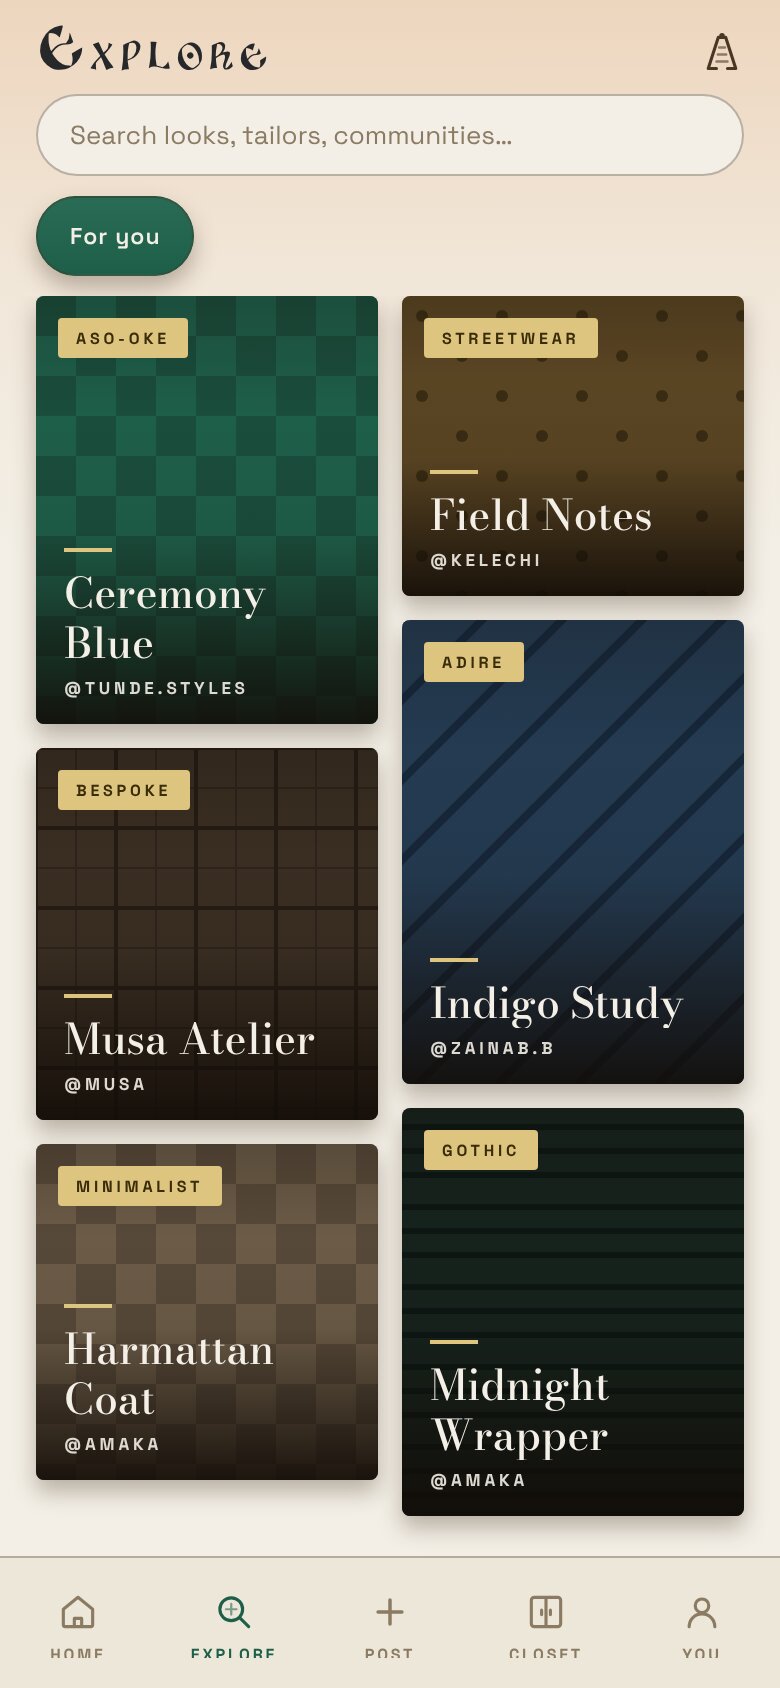 Explore
Search looks, tailors, communities...
For you
ASO-OKE
Ceremony
Blue
@TUNDE.STYLES
STREETWEAR
Field Notes
@KELECHI
ADIRE
Indigo Study
@ZAINAB.B
BESPOKE
Musa Atelier
@MUSA
MINIMALIST
Harmattan
Coat
@AMAKA
GOTHIC
Midnight
Wrapper
@AMAKA
HOME
EXPLORE
POST
CLOSET
YOU